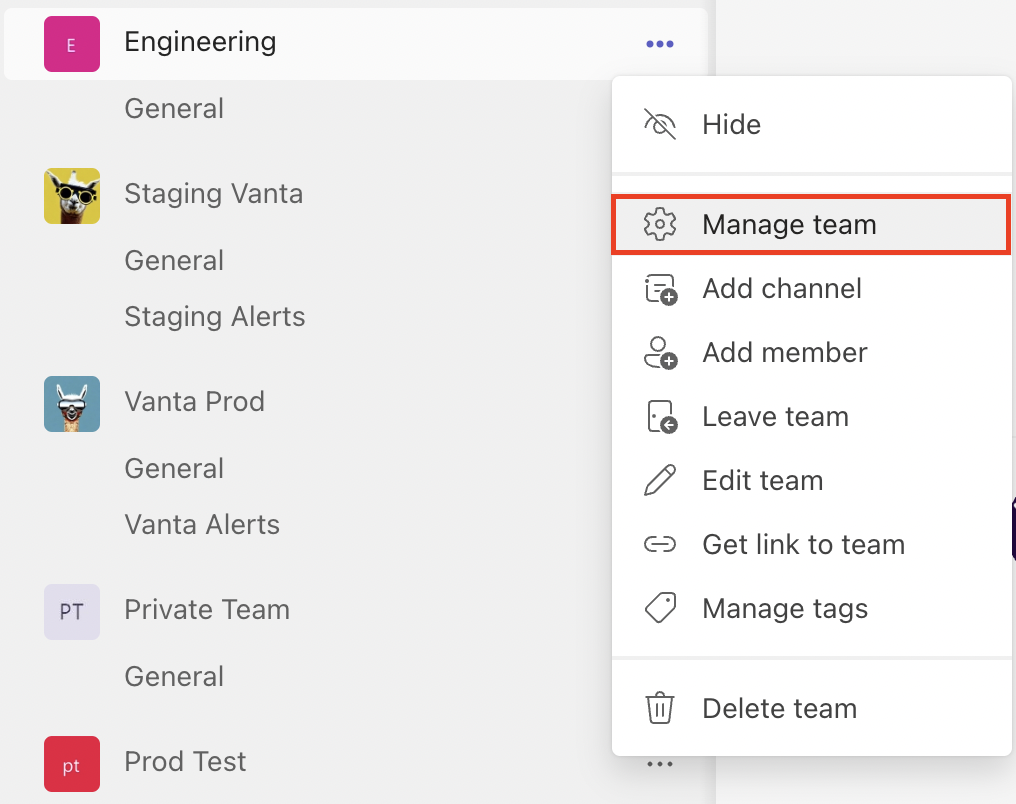 E
Engineering
General
Staging Vanta
General
Staging Alerts
Vanta Prod
General
Vanta Alerts
PT
Private Team
General
pt
Prod Test
Hide
Manage team
Add channel
Add member
Leave team
Edit team
Get link to team
Manage tags
Delete team